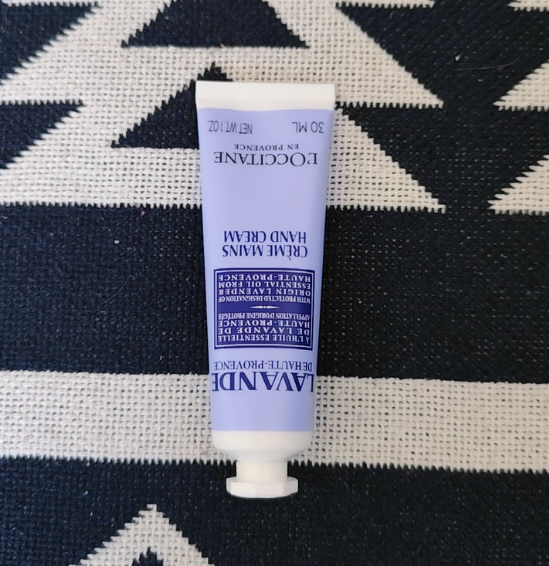 LAVANDE
DE HAUTE-PROVENCE
À L'HUILE ESSENTIELLE
DE LAVANDE DE
HAUTE-PROVENCE
APPELLATION D'ORIGINE PROTÉGÉE
WITH PROTECTED DESIGNATION OF
ORIGIN LAVENDER
ESSENTIAL OIL FROM
HAUTE-PROVENCE
CRÈME MAINS
HAND CREAM
L'OCCITANE
EN PROVENCE
30 ML NET WT. 1 OZ